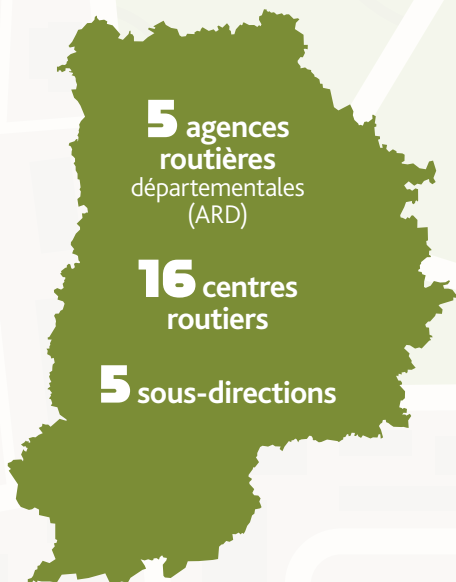 5 agences
routières
départementales
(ARD)
16 centres
routiers
5 sous-directions